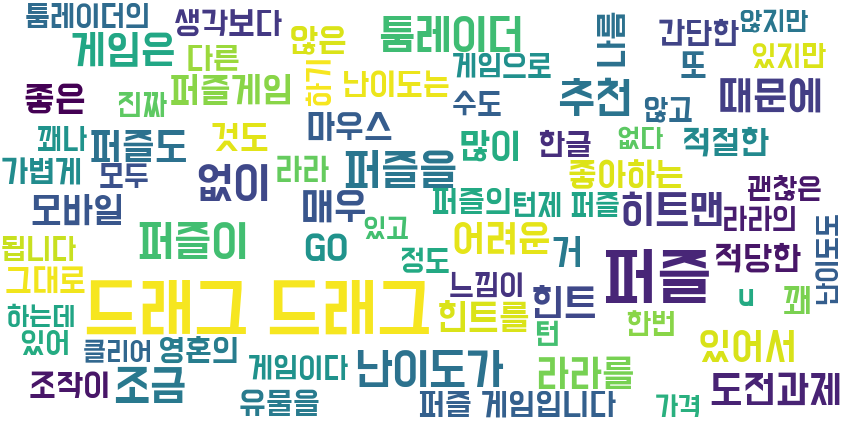 툼레이더의 생각보다 않은 툼레이더 나름 간단한 않지만
게임은 다른 게임으로 또 있지만
좋은 진짜 퍼즐게임 하기 난이도는 수도 추천 않고 때문에
꽤나 퍼즐도 것도 마우스 많이 한글 없다 적절한
가볍게 모두 없이 라라 퍼즐을 좋아하는 괜찮은
모바일 매우 퍼즐의 턴제 퍼즐 히트맨 라라의
됩니다 퍼즐이 GO 있고 어려운 거 적당한
그대로 정도 느낌이 퍼즐
하는데 드래그 드래그 힌트를 힌트 u 꽤
있어 클리어 영혼의 턴 한번 있어서
조작이 조금 게임이다 난이도가 라라를 도전과제
유물을 퍼즐 게임입니다 가격